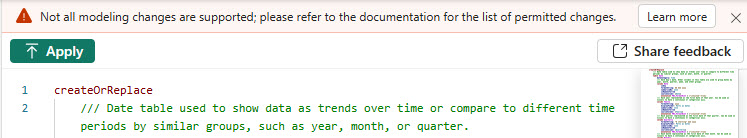 Not all modeling changes are supported; please refer to the documentation for the list of permitted changes.
Learn more
Apply
Share feedback
1 createOrReplace
2 /// Date table used to show data as trends over time or compare to different time
periods by similar groups, such as year, month, or quarter.